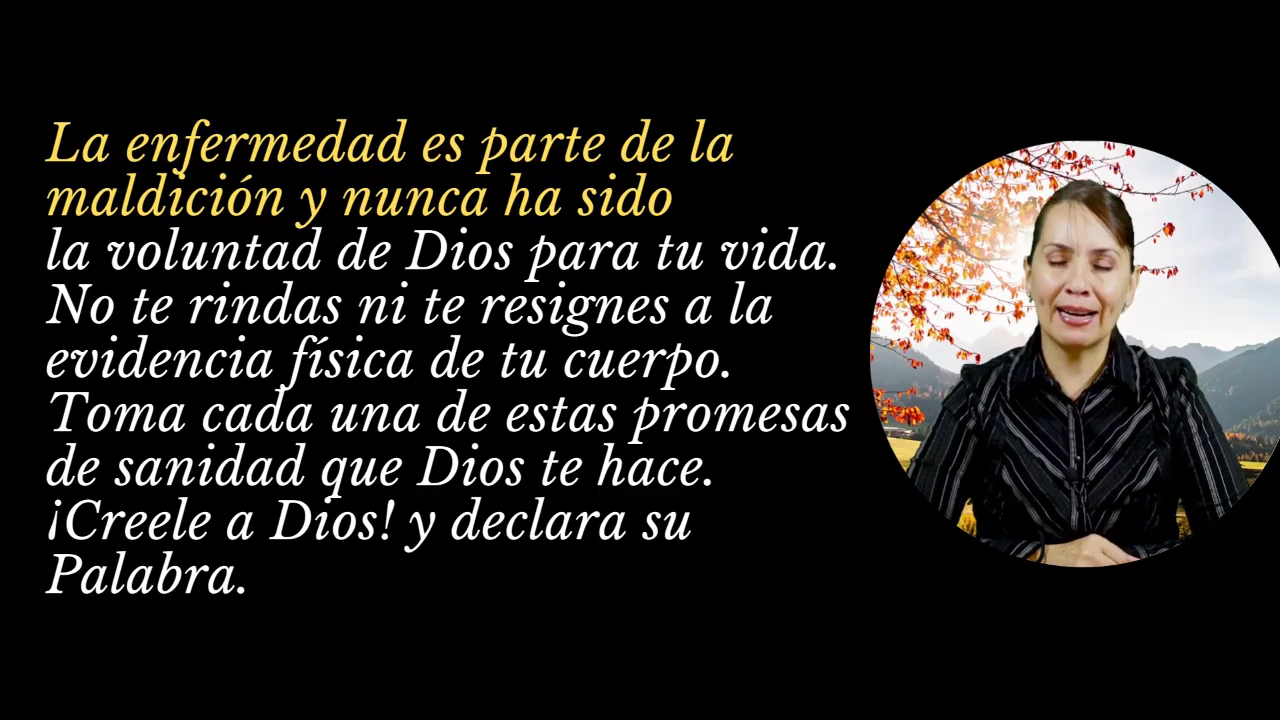 La enfermedad es parte de la
maldición y nunca ha sido
la voluntad de Dios para tu vida.
No te rindas ni te resignes a la
evidencia física de tu cuerpo.
Toma cada una de estas promesas
de sanidad que Dios te hace.
¡Creele a Dios! y declara su
Palabra.